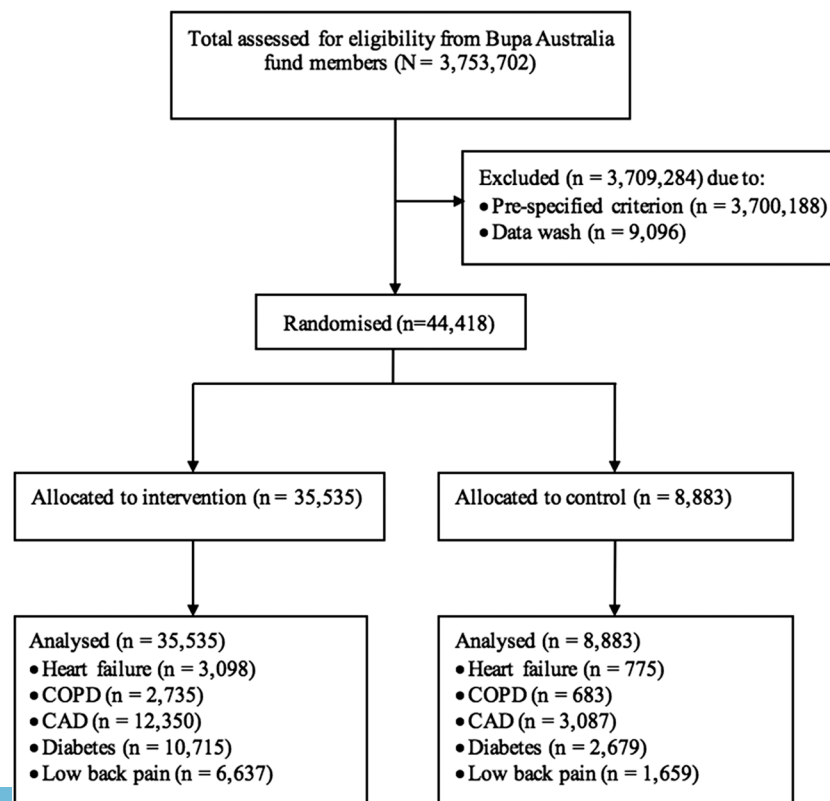 Total assessed for eligibility from Bupa Australia
fund members (N = 3,753,702)
Excluded (n = 3,709,284) due to:
• Pre-specified criterion (n = 3,700,188)
• Data wash (n = 9,096)
Randomised (n=44,418)
Allocated to intervention (n = 35,535)
Allocated to control (n = 8,883)
Analysed (n = 35,535)
• Heart failure (n = 3,098)
• COPD (n = 2,735)
• CAD (n = 12,350)
• Diabetes (n = 10,715)
• Low back pain (n = 6,637)
Analysed (n = 8,883)
• Heart failure (n = 775)
• COPD (n = 683)
• CAD (n = 3,087)
• Diabetes (n = 2,679)
• Low back pain (n = 1,659)